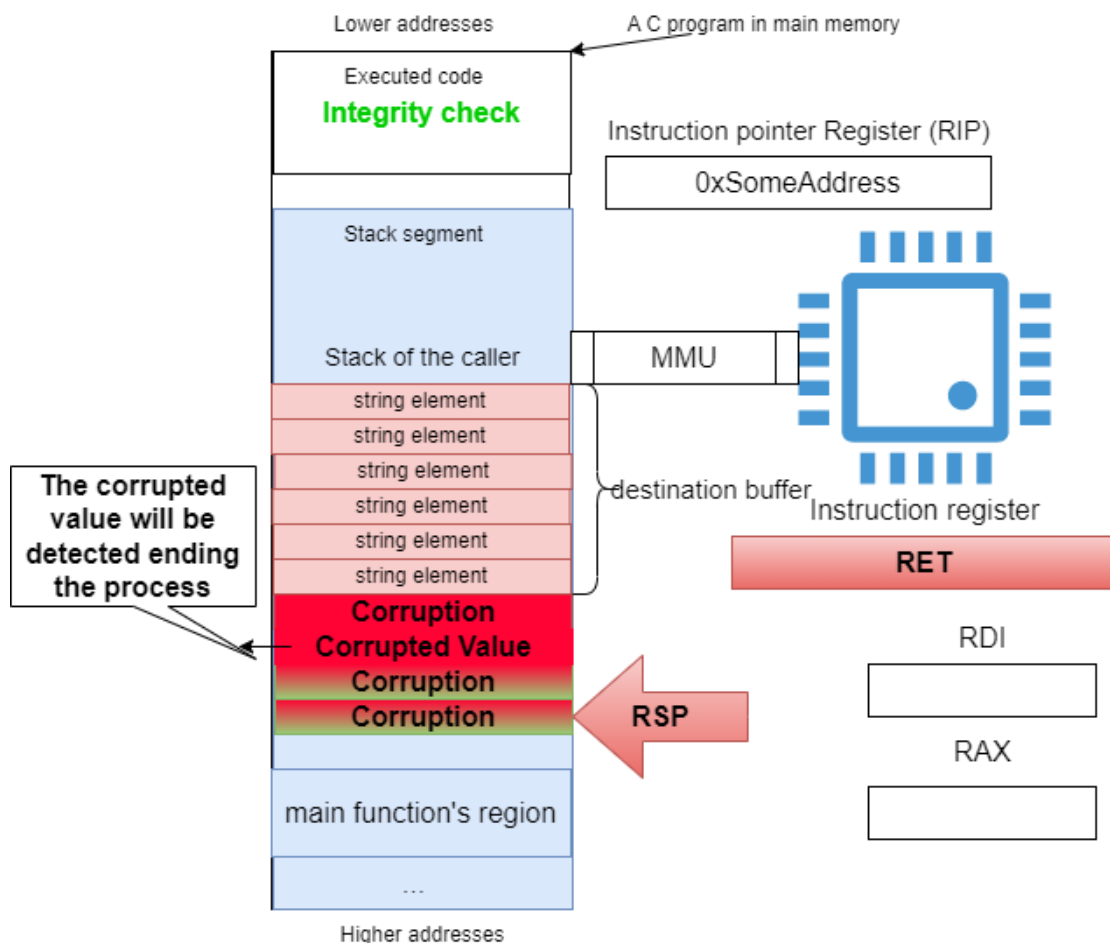 Lower addresses
A C program in main memory
Executed code
Integrity check
Instruction pointer Register (RIP)
0xSomeAddress
Stack segment
Stack of the caller
MMU
string element
string element
string element
string element
string element
string element
destination buffer
Instruction register
RET
The corrupted
value will be
detected ending
the process
Corruption
Corrupted Value
Corruption
Corruption
RSP
RDI
RAX
main function's region
...
Higher addresses